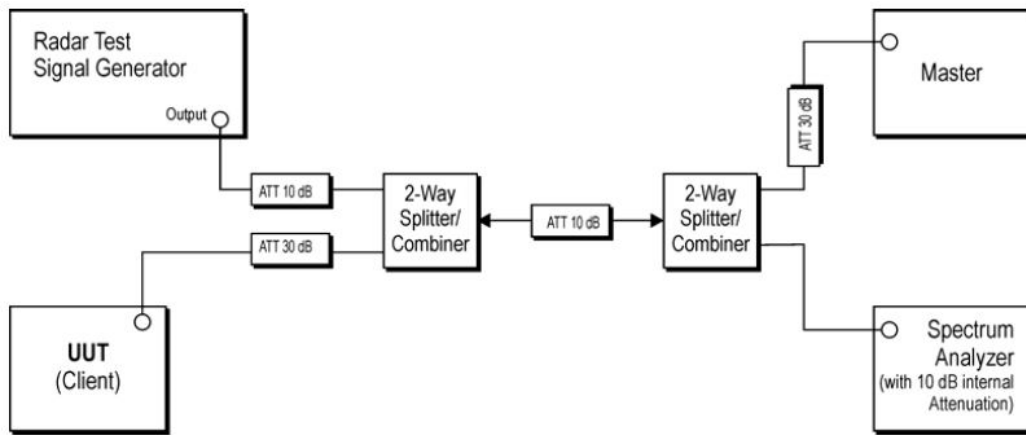 Radar Test
Signal Generator
Output
ATT 10 dB
ATT 30 dB
UUT
(Client)
2-Way
Splitter/
Combiner
ATT 10 dB
2-Way
Splitter/
Combiner
ATT 30 dB
Master
Spectrum
Analyzer
(with 10 dB internal
Attenuation)